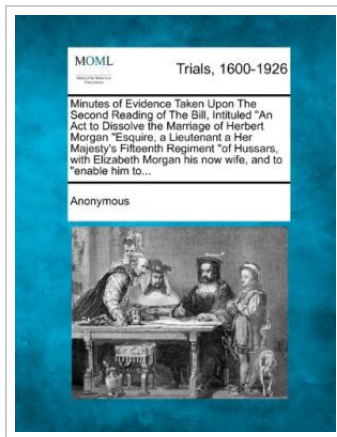 MOML
Trials, 1600-1926
Minutes of Evidence Taken Upon The
Second Reading of The Bill, Intituled "An
Act to Dissolve the Marriage of Herbert
Morgan "Esquire, a Lieutenant a Her
Majesty's Fifteenth Regiment "of Hussars,
with Elizabeth Morgan his now wife, and to
"enable him to...
Anonymous